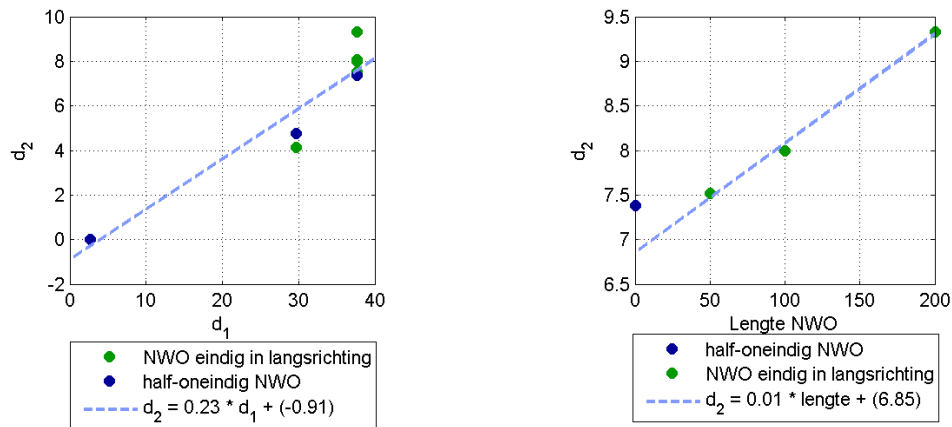 10
8
6
4
2
0
-2
0 10 20 30 40
d2
d1
NWO eindig in langsrichting
half-oneindig NWO
d2 = 0.23 * d1 + (-0.91)
9.5
9
8.5
8
7.5
7
6.5
0 50 100 150 200
d2
Lengte NWO
half-oneindig NWO
NWO eindig in langsrichting
d2 = 0.01 * lengte + (6.85)